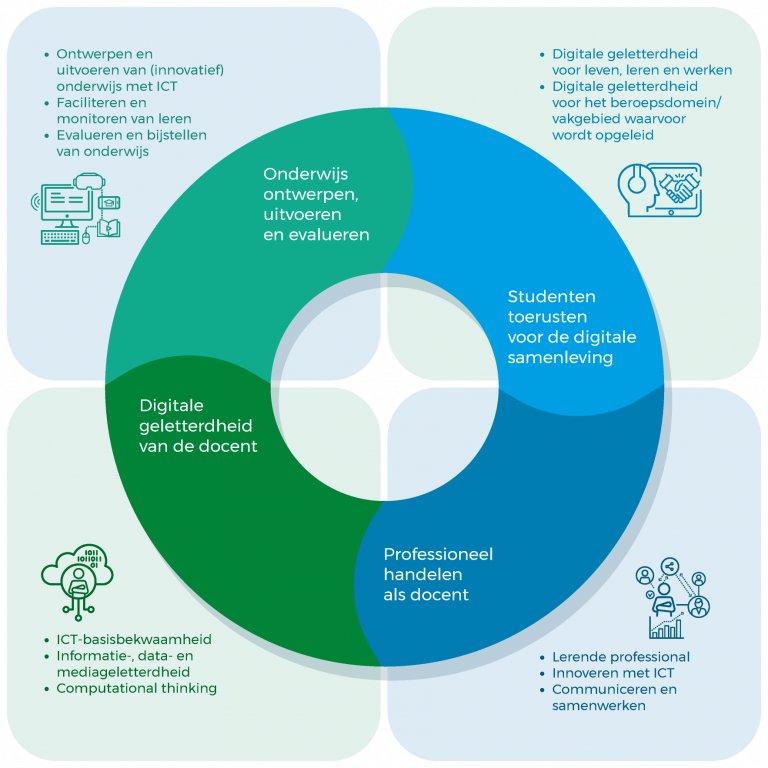 • Ontwerpen en
uitvoeren van (innovatief)
onderwijs met ICT
• Faciliteren en
monitoren van leren
• Evalueren en bijstellen
van onderwijs
• Digitale geletterdheid
voor leven, leren en werken
• Digitale geletterdheid
voor het beroepsdomein/
vakgebied waarvoor
wordt opgeleid
Onderwijs
ontwerpen,
uitvoeren
en evalueren
Studenten
toerusten
voor de digitale
samenleving
Digitale
geletterdheid
van de docent
Professioneel
handelen
als docent
1011
1011011
01
• ICT-basisbekwaamheid
• Informatie-, data- en
mediageletterdheid
• Computational thinking
• Lerende professional
• Innoveren met ICT
• Communiceren en
samenwerken